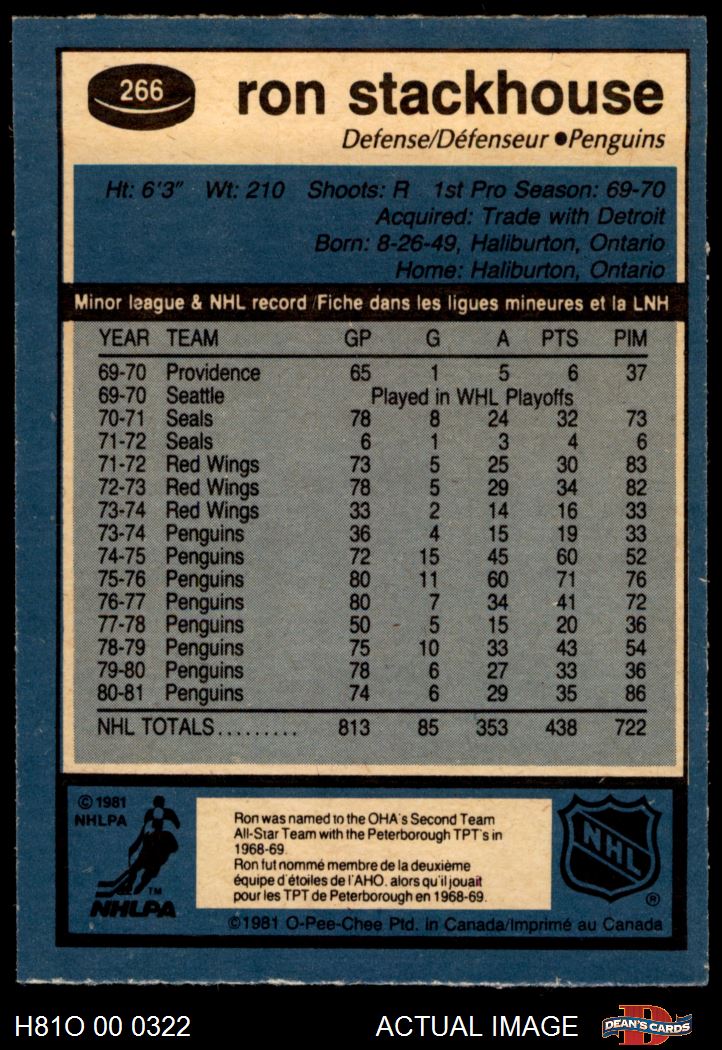 266
ron stackhouse
Defense/Défenseur ●Penguins
Ht: 6'3" Wt: 210 Shoots: R 1st Pro Season: 69-70
Acquired: Trade with Detroit
Born: 8-26-49, Haliburton, Ontario
Home: Haliburton, Ontario
Minor league & NHL record/Fiche dans les ligues mineures et la LNH
YEAR TEAM GP G A PTS PIM
69-70 Providence 65 1 5 6 37
69-70 Seattle Played in WHL Playoffs
70-71 Seals 78 8 24 32 73
71-72 Seals 6 1 3 4 6
71-72 Red Wings 73 5 25 30 83
72-73 Red Wings 78 5 29 34 82
73-74 Red Wings 33 2 14 16 33
73-74 Penguins 36 4 15 19 33
74-75 Penguins 72 15 45 60 52
75-76 Penguins 80 11 60 71 76
76-77 Penguins 80 7 34 41 72
77-78 Penguins 50 5 15 20 36
78-79 Penguins 75 10 33 43 54
79-80 Penguins 78 6 27 33 36
80-81 Penguins 74 6 29 35 86
NHL TOTALS......... 813 85 353 438 722
© 1981
NHLPA
TM
NHLPA
Ron was named to the OHA's Second Team
All-Star Team with the Peterborough TPT's in
1968-69.
Ron fut nommé membre de la deuxième
équipe d'étoiles de l'AHO, alors qu'il jouait
pour les TPT de Peterborough en 1968-69.
NHL
®
©1981 O-Pee-Chee Ptd. in Canada/Imprimé au Canada
H81O 00 0322
ACTUAL IMAGE
D
DEAN'S CARDS